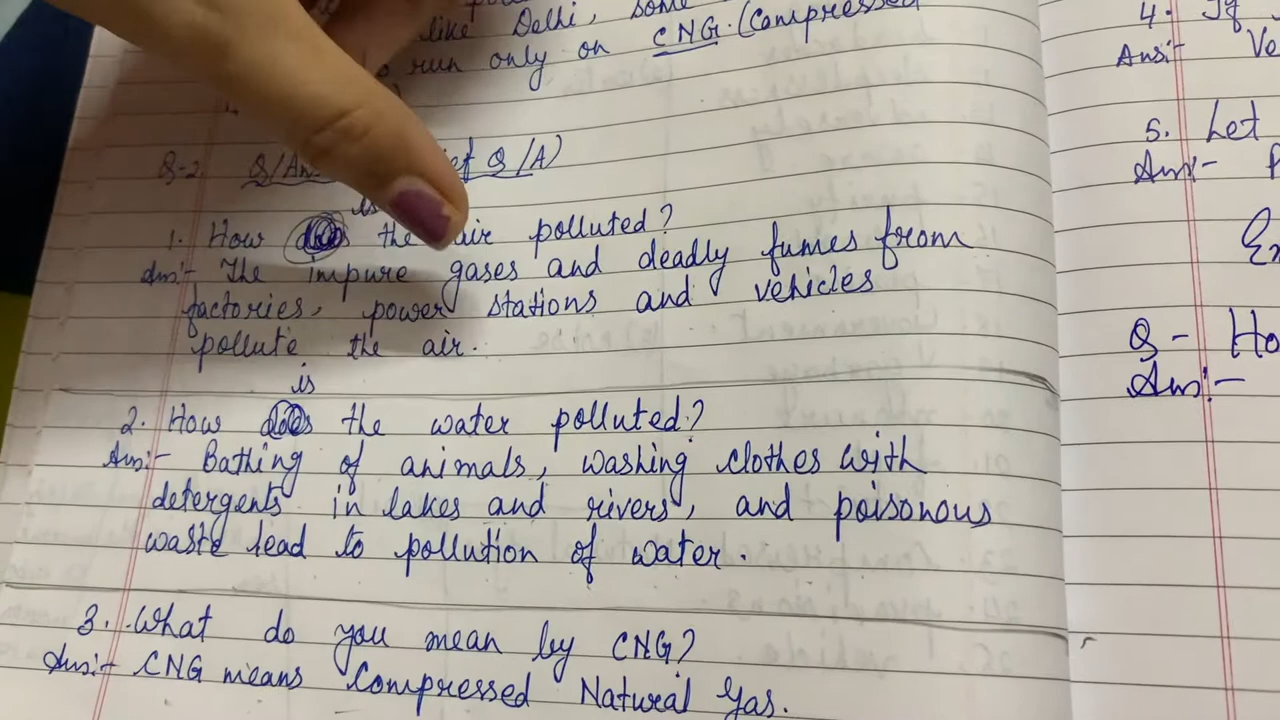 like Delhi, some
run only on CNG. (Compressed
Q-2. Q/Ans Q/A)
is
1. How the air polluted?
Ans:- The impure gases and deadly fumes from
factories, power stations and vehicles
pollute the air.
is
2. How does the water polluted?
Ans:- Bathing of animals, washing clothes with
detergents in lakes and rivers, and poisonous
waste lead to pollution of water.
3. What do you mean by CNG?
Ans:- CNG means Compressed Natural Gas.
4. If
Ans:- Ve
5. Let
Ans:-
Q - Ho
Ans:-